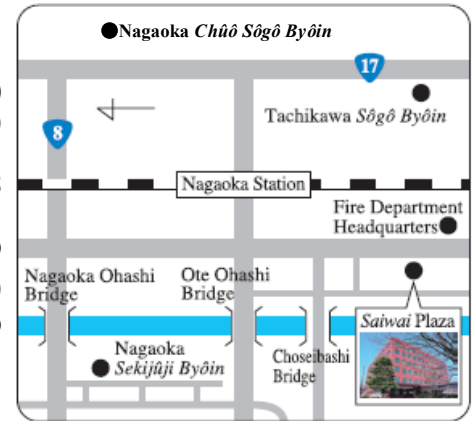 Nagaoka Chûô Sôgô Byôin
17
Tachikawa Sôgô Byôin
8
Nagaoka Station
Fire Department
Headquarters
Nagaoka Ohashi
Bridge
Ote Ohashi
Bridge
Saiwai Plaza
Nagaoka
Sekijûji Byôin
Choseibashi
Bridge